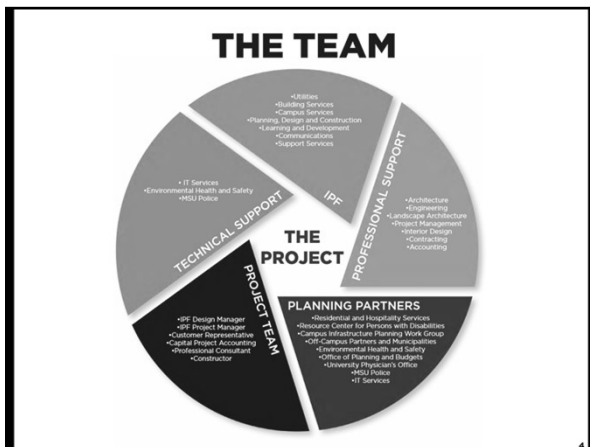 THE TEAM
•Utilities
•Building Services
•Campus Services
•Planning, Design and Construction
•Learning and Development
•Communications
•Support Services
IPF
•Architecture
•Engineering
•Landscape Architecture
•Project Management
•Interior Design
•Contracting
•Accounting
PROFESSIONAL SUPPORT
PLANNING PARTNERS
•Residential and Hospitality Services
•Resource Center for Persons with Disabilities
•Campus Infrastructure Planning Work Group
•Off-Campus Partners and Municipalities
•Environmental Health and Safety
•Office of Planning and Budgets
•University Physician's Office
•MSU Police
•IT Services
PROJECT TEAM
•IPF Design Manager
•IPF Project Manager
•Customer Representative
•Capital Project Accounting
•Professional Consultant
•Constructor
TECHNICAL SUPPORT
• IT Services
•Environmental Health and Safety
•MSU Police
THE
PROJECT
4